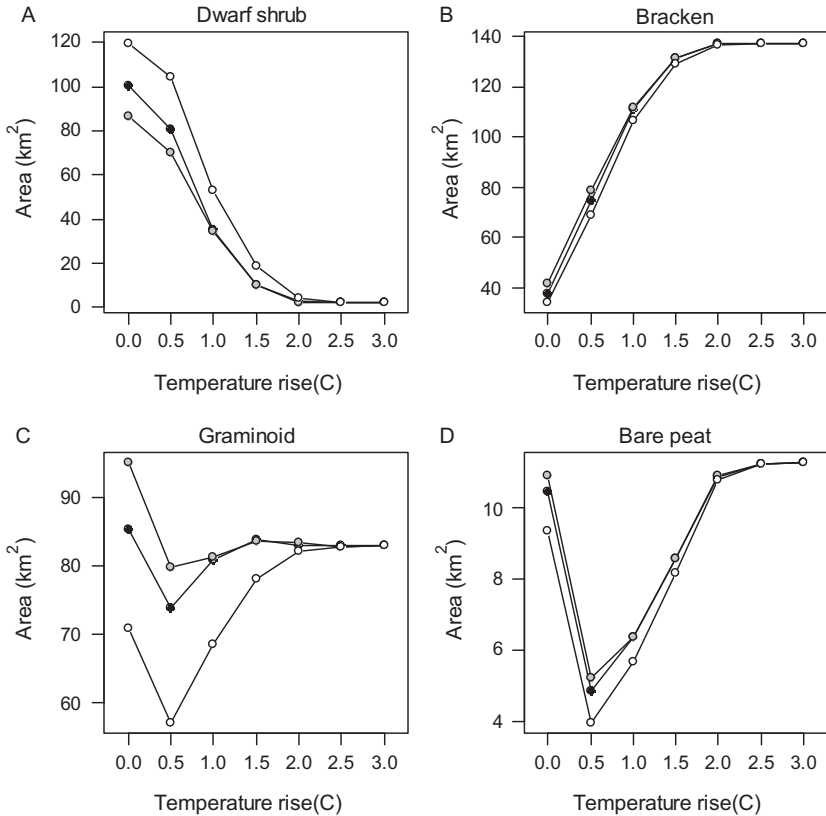 A
Dwarf shrub
120
100
80
60
40
20
0
Area (km²)
0.0 0.5 1.0 1.5 2.0 2.5 3.0
Temperature rise(C)
B
Bracken
140
120
100
80
60
40
Area (km²)
0.0 0.5 1.0 1.5 2.0 2.5 3.0
Temperature rise(C)
C
Graminoid
90
80
70
60
Area (km²)
0.0 0.5 1.0 1.5 2.0 2.5 3.0
Temperature rise(C)
D
Bare peat
10
8
6
4
Area (km²)
0.0 0.5 1.0 1.5 2.0 2.5 3.0
Temperature rise(C)